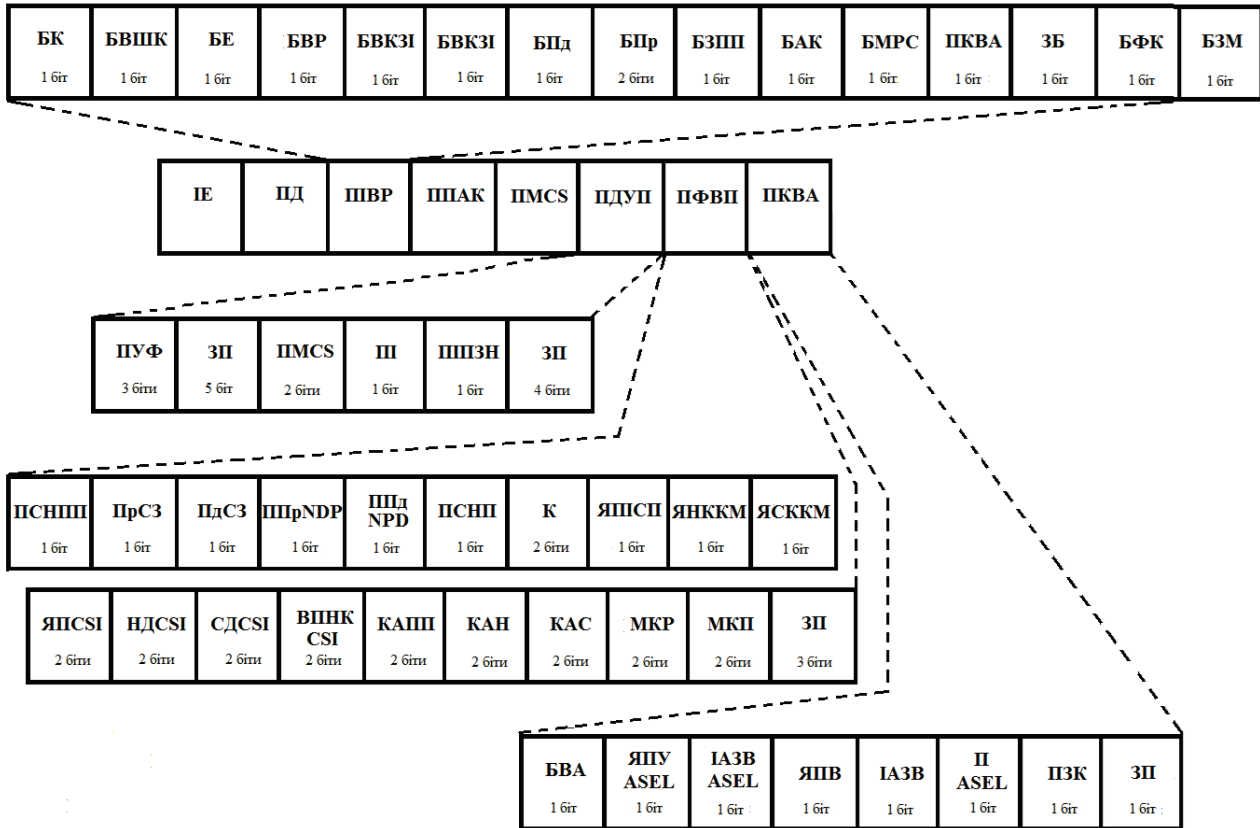 БК БВШК БЕ БВР БВКЗІ БВКЗІ БПд БПр БЗПП БАК БМРС ПКВА ЗБ БФК БЗМ
1 біт 1 біт 1 біт 1 біт 1 біт 1 біт 1 біт 2 біти 1 біт 1 біт 1 біт 1 біт 1 біт 1 біт 1 біт
ІЕ ПД ПІВР ППАК ПMCS ПДУП ПФВП ПКВА
ПУФ ЗП ПMCS ПІ ПІПЗН ЗП
3 біти 5 біт 2 біти 1 біт 1 біт 4 біти
ПСНПП ПрСЗ ПдСЗ ППрNDP ППд ПСНП К ЯПІСП ЯНККМ ЯСККМ
NPD
1 біт 1 біт 1 біт 1 біт 1 біт 1 біт 2 біти 1 біт 1 біт 1 біт
ЯПCSI НДCSI СДCSI ВПНК КАПП КАН КАС МКР МКП ЗП
CSI
2 біти 2 біти 2 біти 2 біти 2 біти 2 біти 2 біти 2 біти 2 біти 3 біти
БВА ЯПУ ІАЗВ ЯПВ ІАЗВ П ПЗК ЗП
ASEL ASEL ASEL
1 біт 1 біт 1 біт 1 біт 1 біт 1 біт 1 біт 1 біт